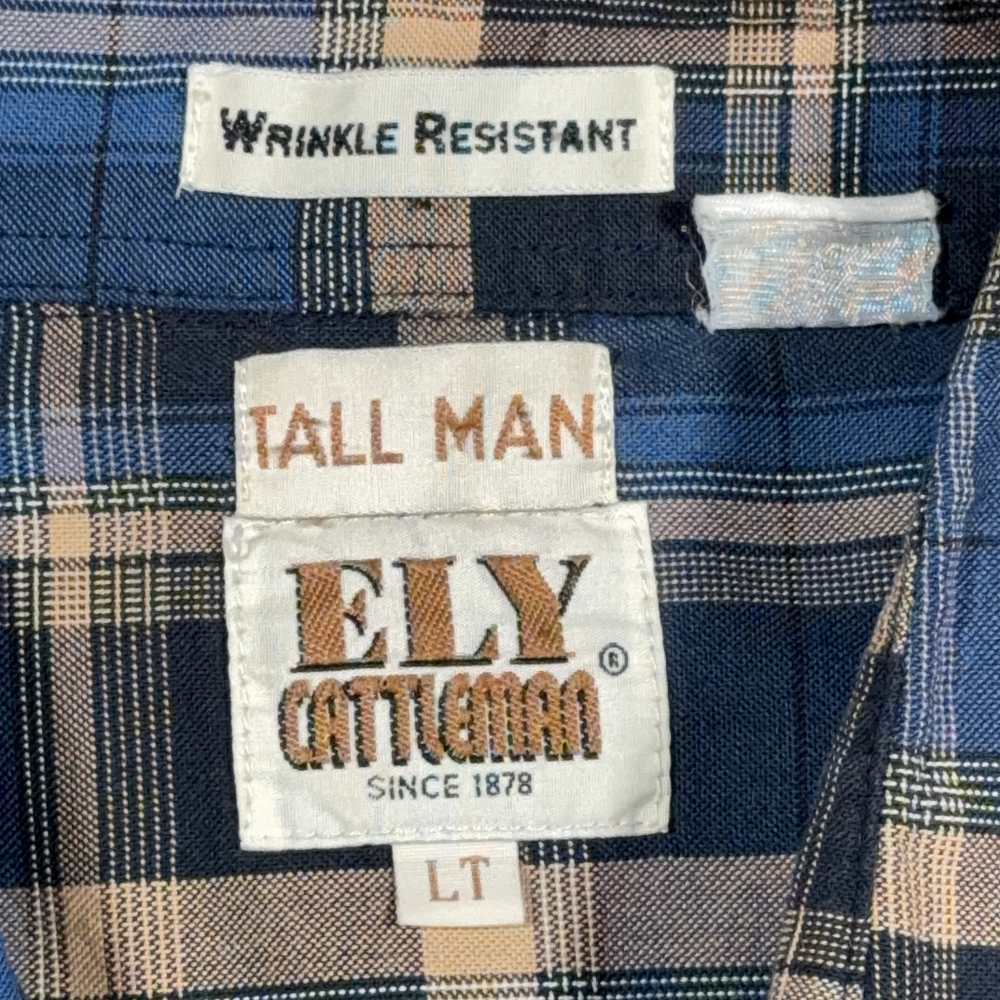 WRINKLE RESISTANT
TALL MAN
ELY
®
CATTLEMAN
SINCE 1878
LT